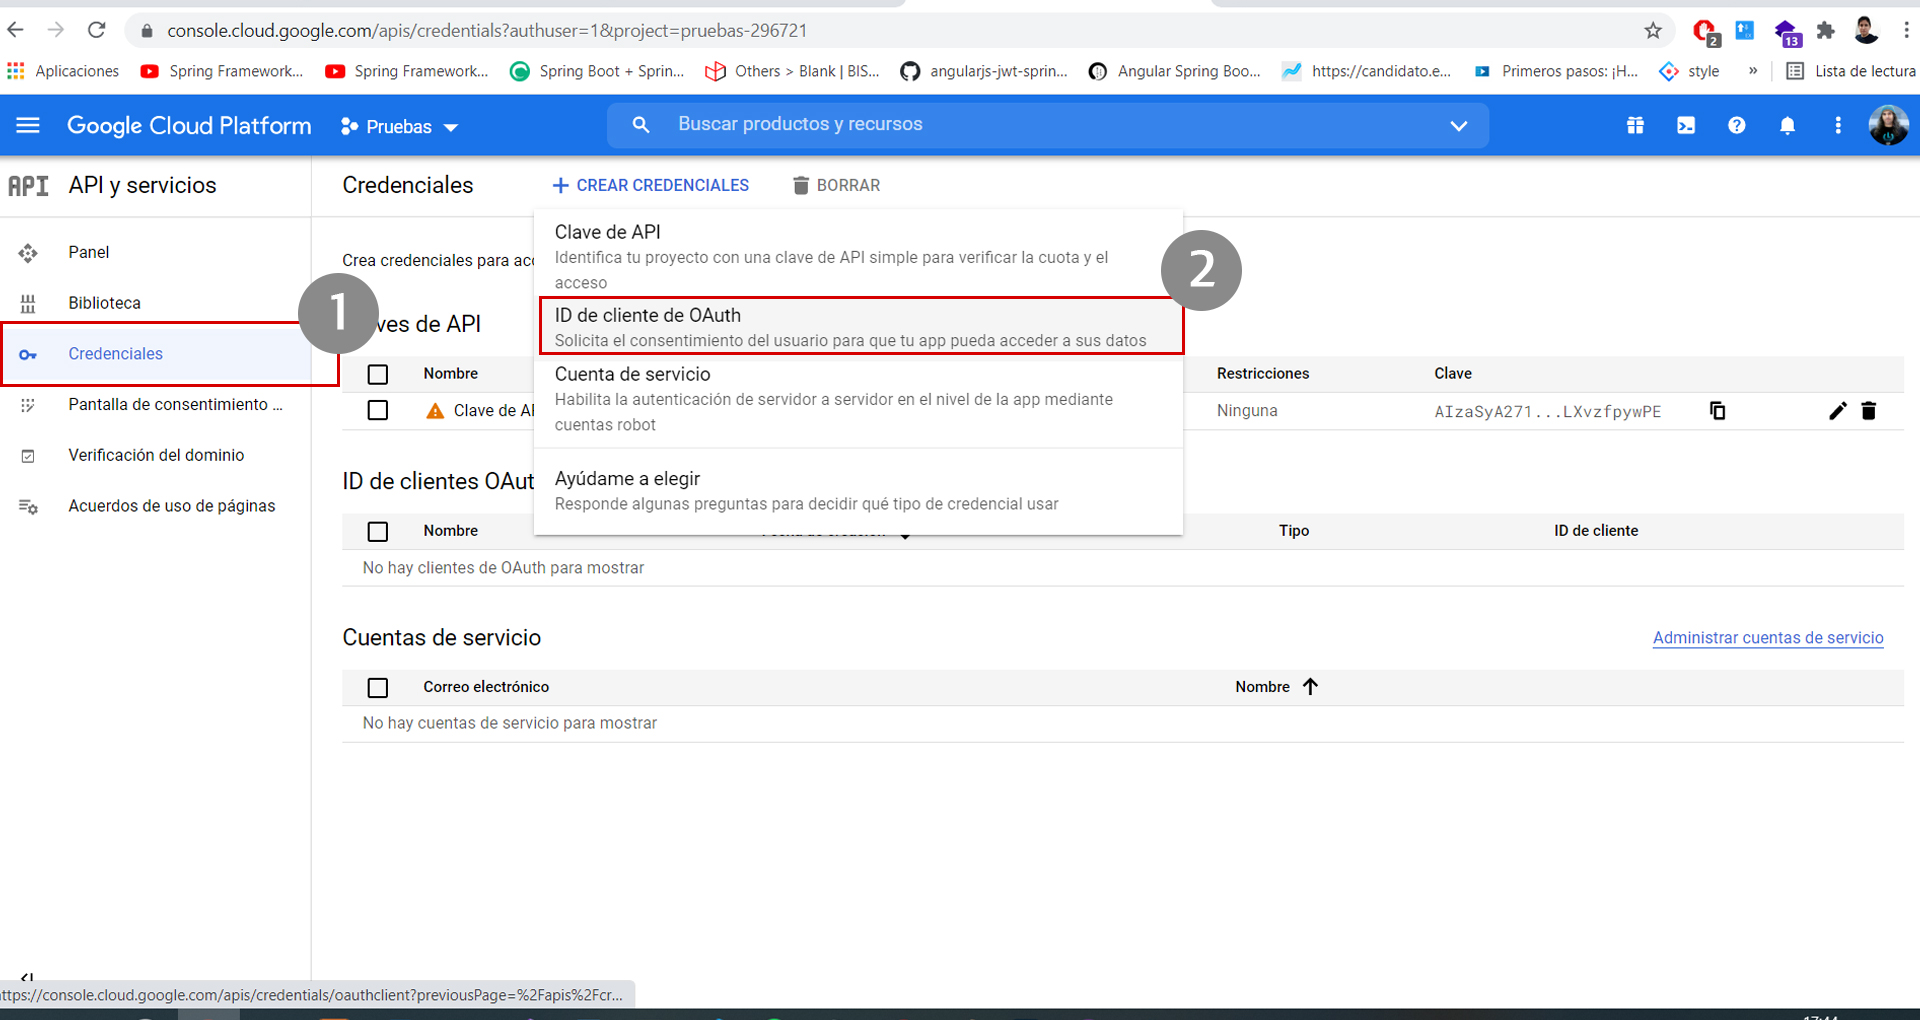 console.cloud.google.com/apis/credentials?authuser=1&project=pruebas-296721
2
13
Aplicaciones
Spring Framework...
Spring Framework...
Spring Boot + Sprin...
Others > Blank | BIS...
angularjs-jwt-sprin...
Angular Spring Boo...
https://candidato.e...
Primeros pasos: ¡H...
style
»
Lista de lectura
Google Cloud Platform
Pruebas
Buscar productos y recursos
API
API y servicios
Credenciales
+ CREAR CREDENCIALES
BORRAR
Panel
Biblioteca
Credenciales
Pantalla de consentimiento ...
Verificación del dominio
Acuerdos de uso de páginas
1
2
Clave de API
Identifica tu proyecto con una clave de API simple para verificar la cuota y el
acceso
ID de cliente de OAuth
Solicita el consentimiento del usuario para que tu app pueda acceder a sus datos
Cuenta de servicio
Habilita la autenticación de servidor a servidor en el nivel de la app mediante
cuentas robot
Ayúdame a elegir
Responde algunas preguntas para decidir qué tipo de credencial usar
Crea credenciales para acc
ves de API
Nombre
Restricciones
Clave
Clave de AP
Ninguna
AIzaSyA271...LXvzfpywPE
ID de clientes OAut
Nombre
Tipo
ID de cliente
No hay clientes de OAuth para mostrar
Cuentas de servicio
Administrar cuentas de servicio
Correo electrónico
Nombre
No hay cuentas de servicio para mostrar
ttps://console.cloud.google.com/apis/credentials/oauthclient?previousPage=%2Fapis%2Fcr...